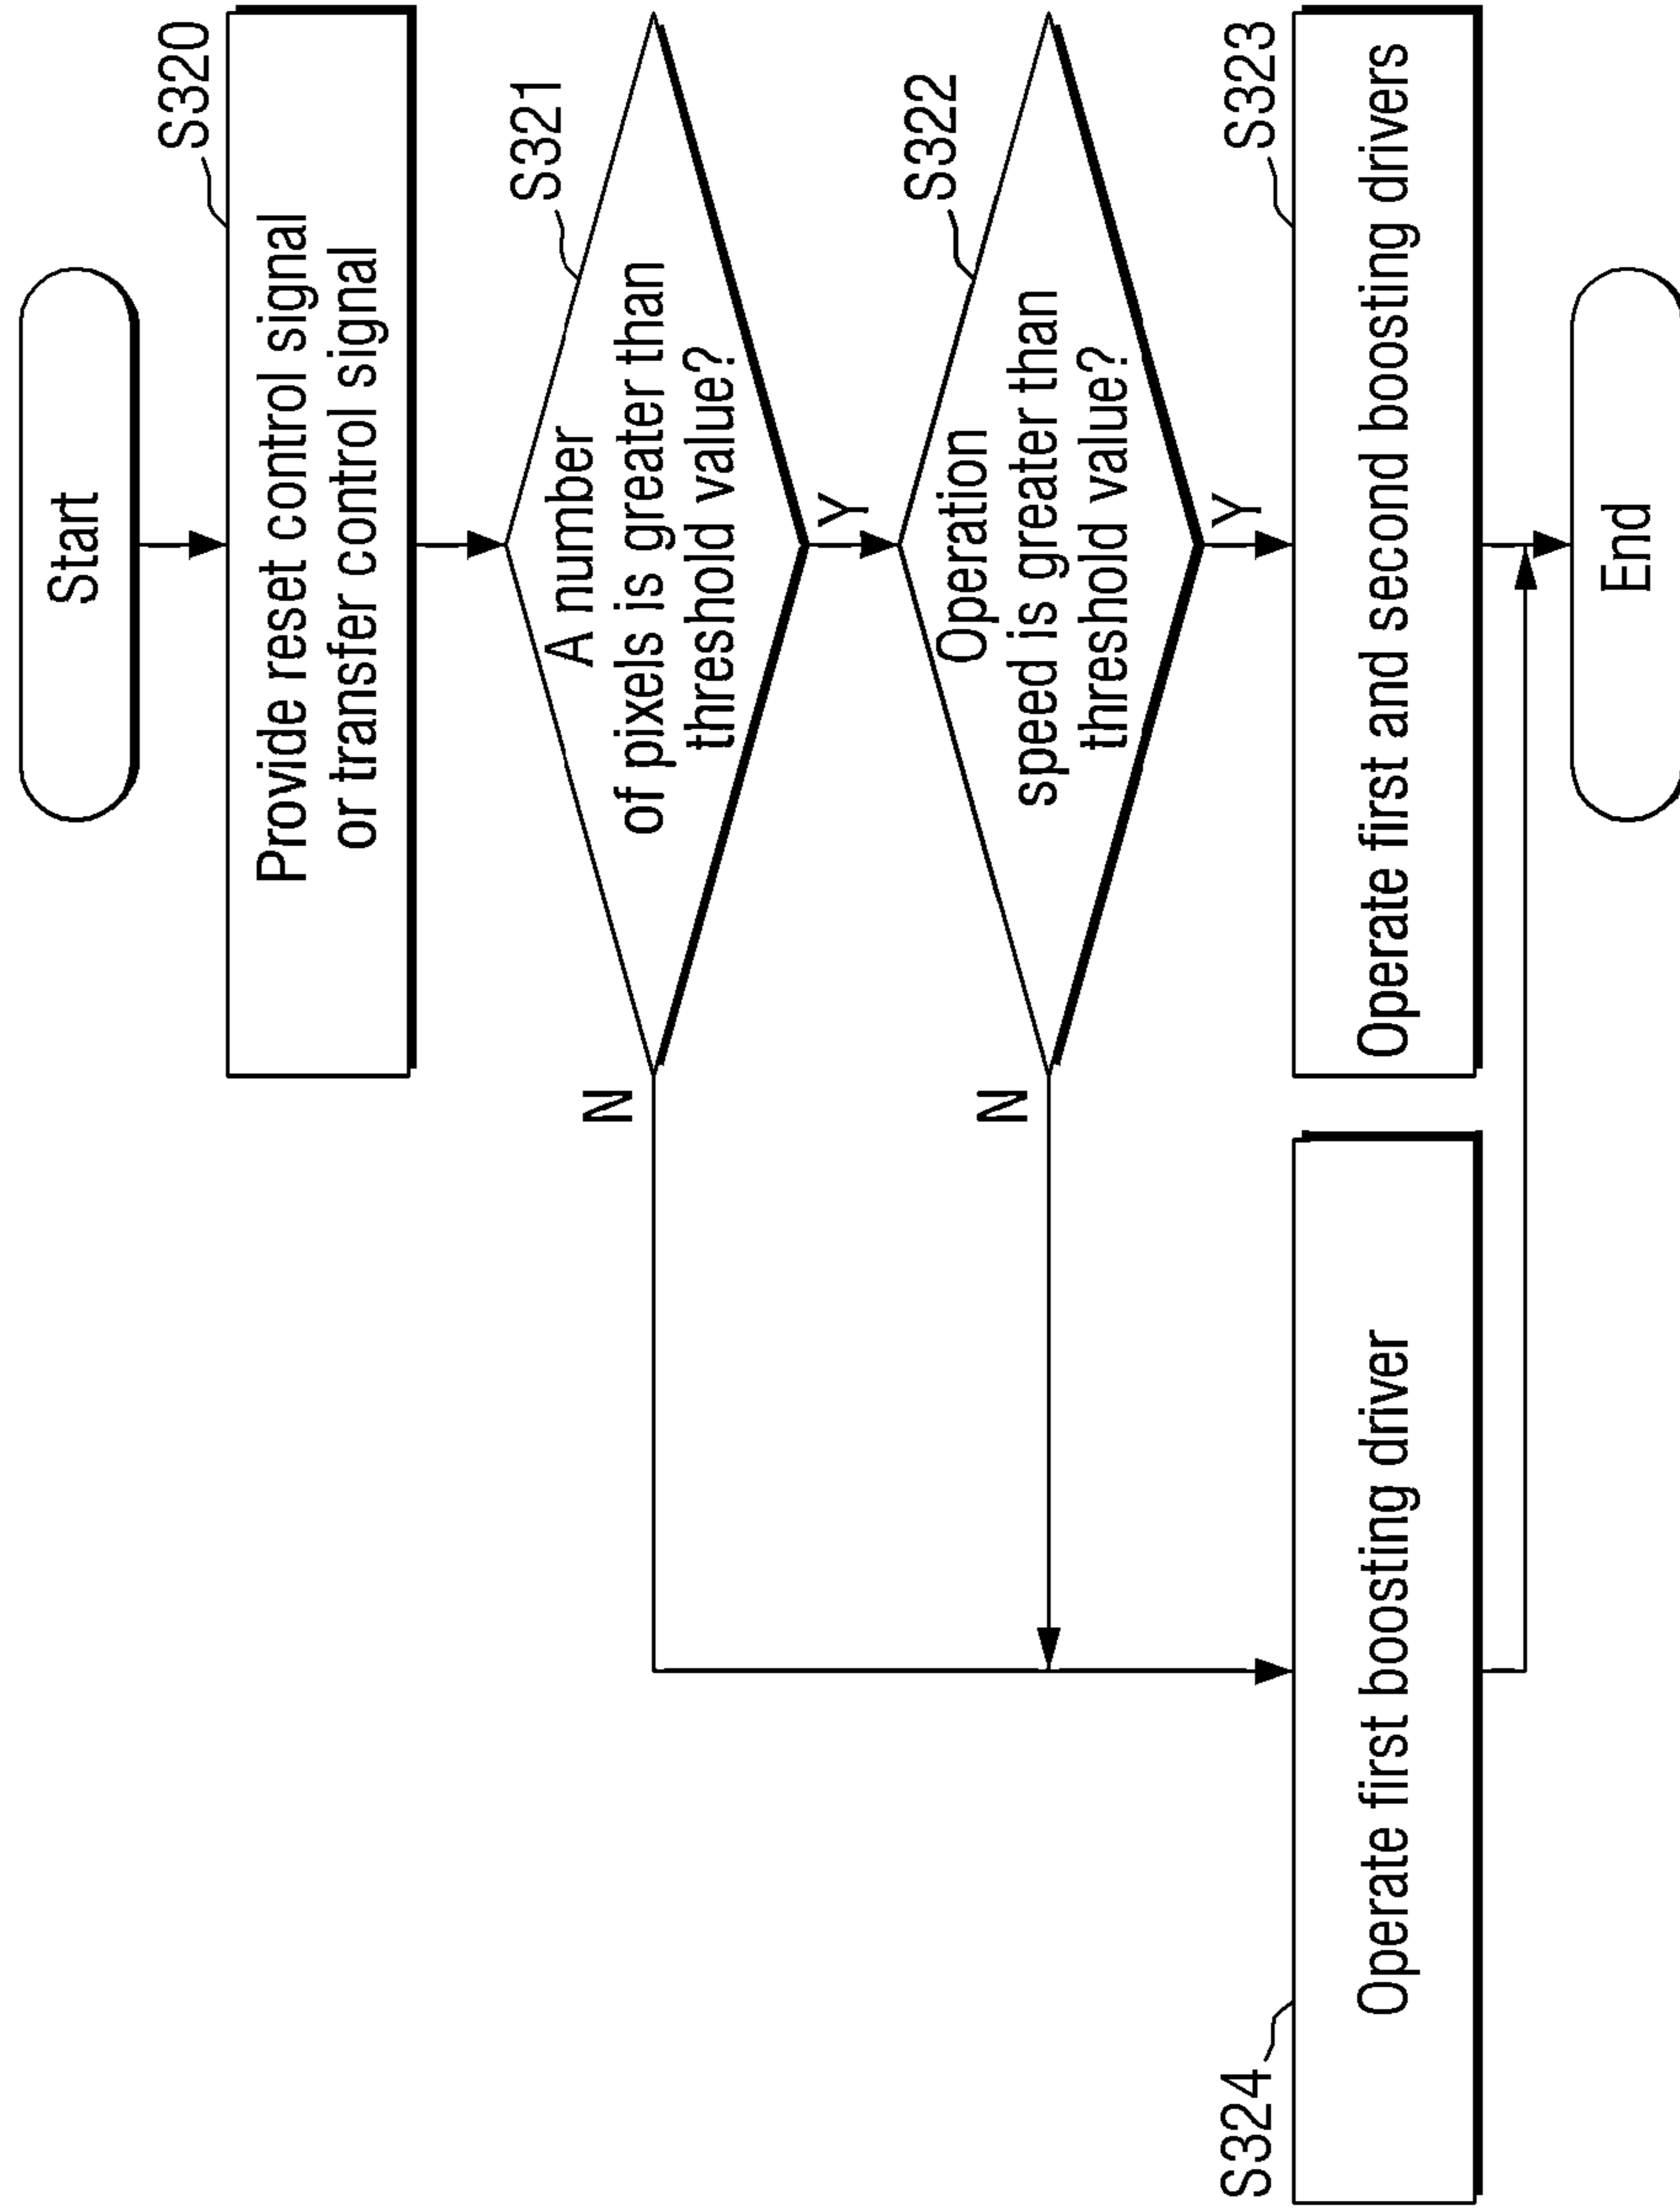 Start
S320
Provide reset control signal
or transfer control signal
S321
A number
of pixels is greater than
threshold value?
N
Y
S322
Operation
speed is greater than
threshold value?
N
Y
S324
Operate first boosting driver
S323
Operate first and second boosting drivers
End